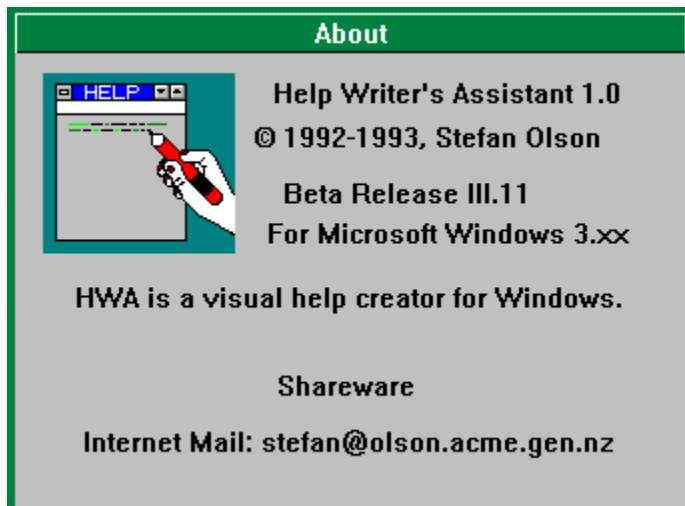 About
HELP
Help Writer's Assistant 1.0
© 1992-1993, Stefan Olson
Beta Release III.11
For Microsoft Windows 3.xx
HWA is a visual help creator for Windows.
Shareware
Internet Mail: stefan@olson.acme.gen.nz